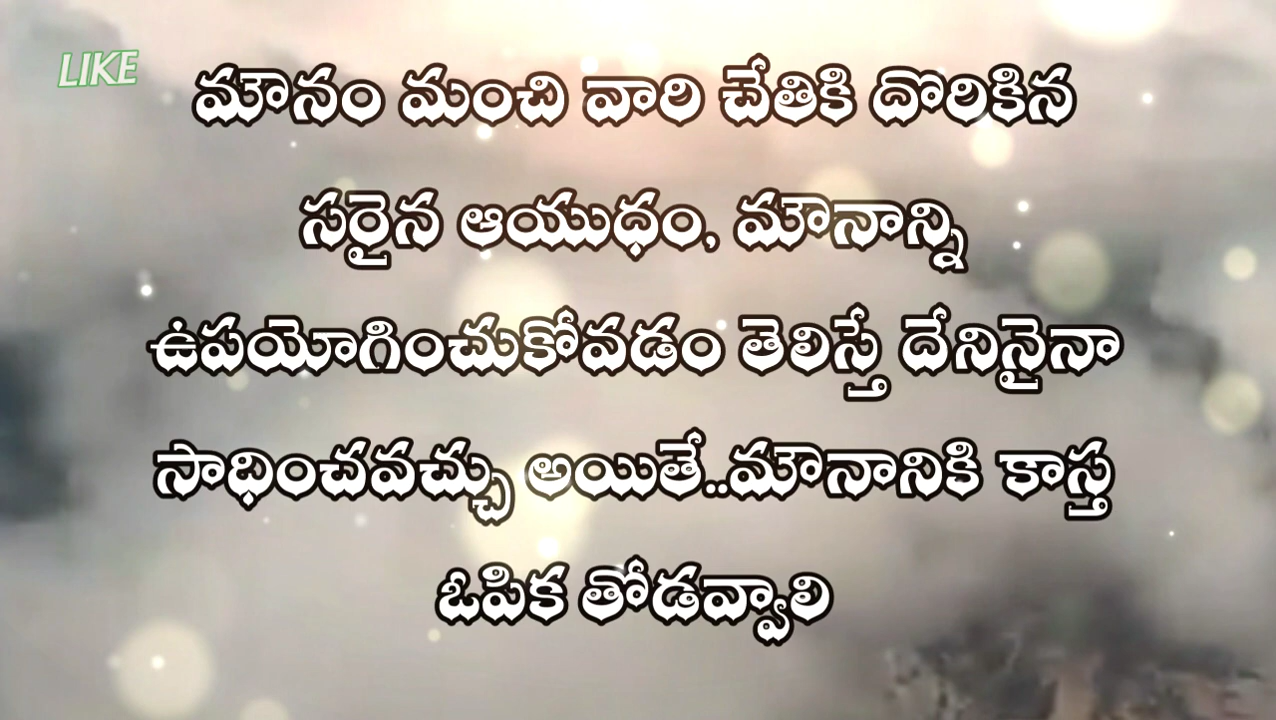 LIKE
మౌనం మంచి వారి చేతికి దొరికిన
సరైన ఆయుధం, మౌనాన్ని
ఉపయోగించుకోవడం తెలిస్తే దేనినైనా
సాధించవచ్చు అయితే..మౌనానికి కాస్త
ఓపిక తోడవ్వాలి